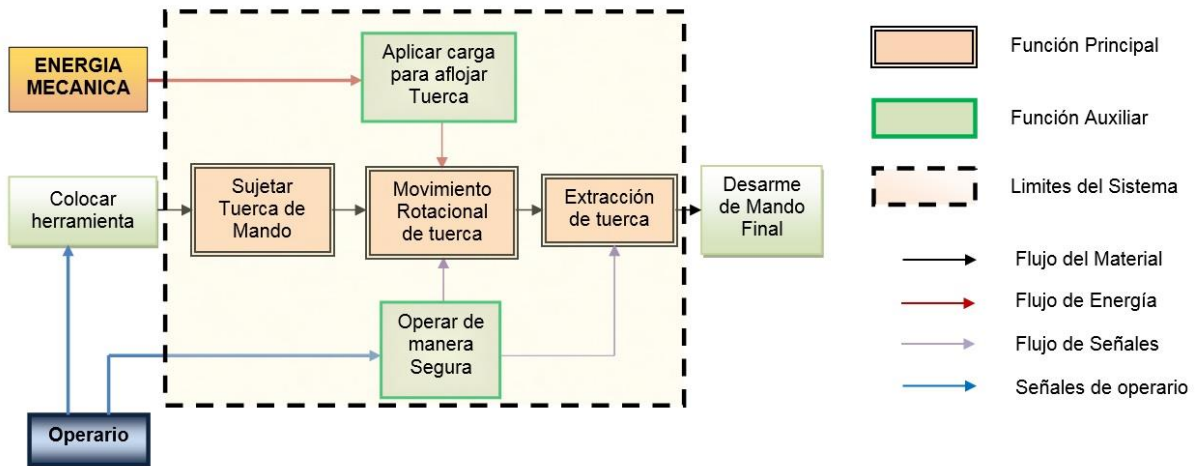 ENERGIA
MECANICA
Aplicar carga
para aflojar
Tuerca
Colocar
herramienta
Sujetar
Tuerca de
Mando
Movimiento
Rotacional
de tuerca
Extracción
de tuerca
Desarme
de Mando
Final
Operar de
manera
Segura
Operario
Función Principal
Función Auxiliar
Limites del Sistema
Flujo del Material
Flujo de Energía
Flujo de Señales
Señales de operario